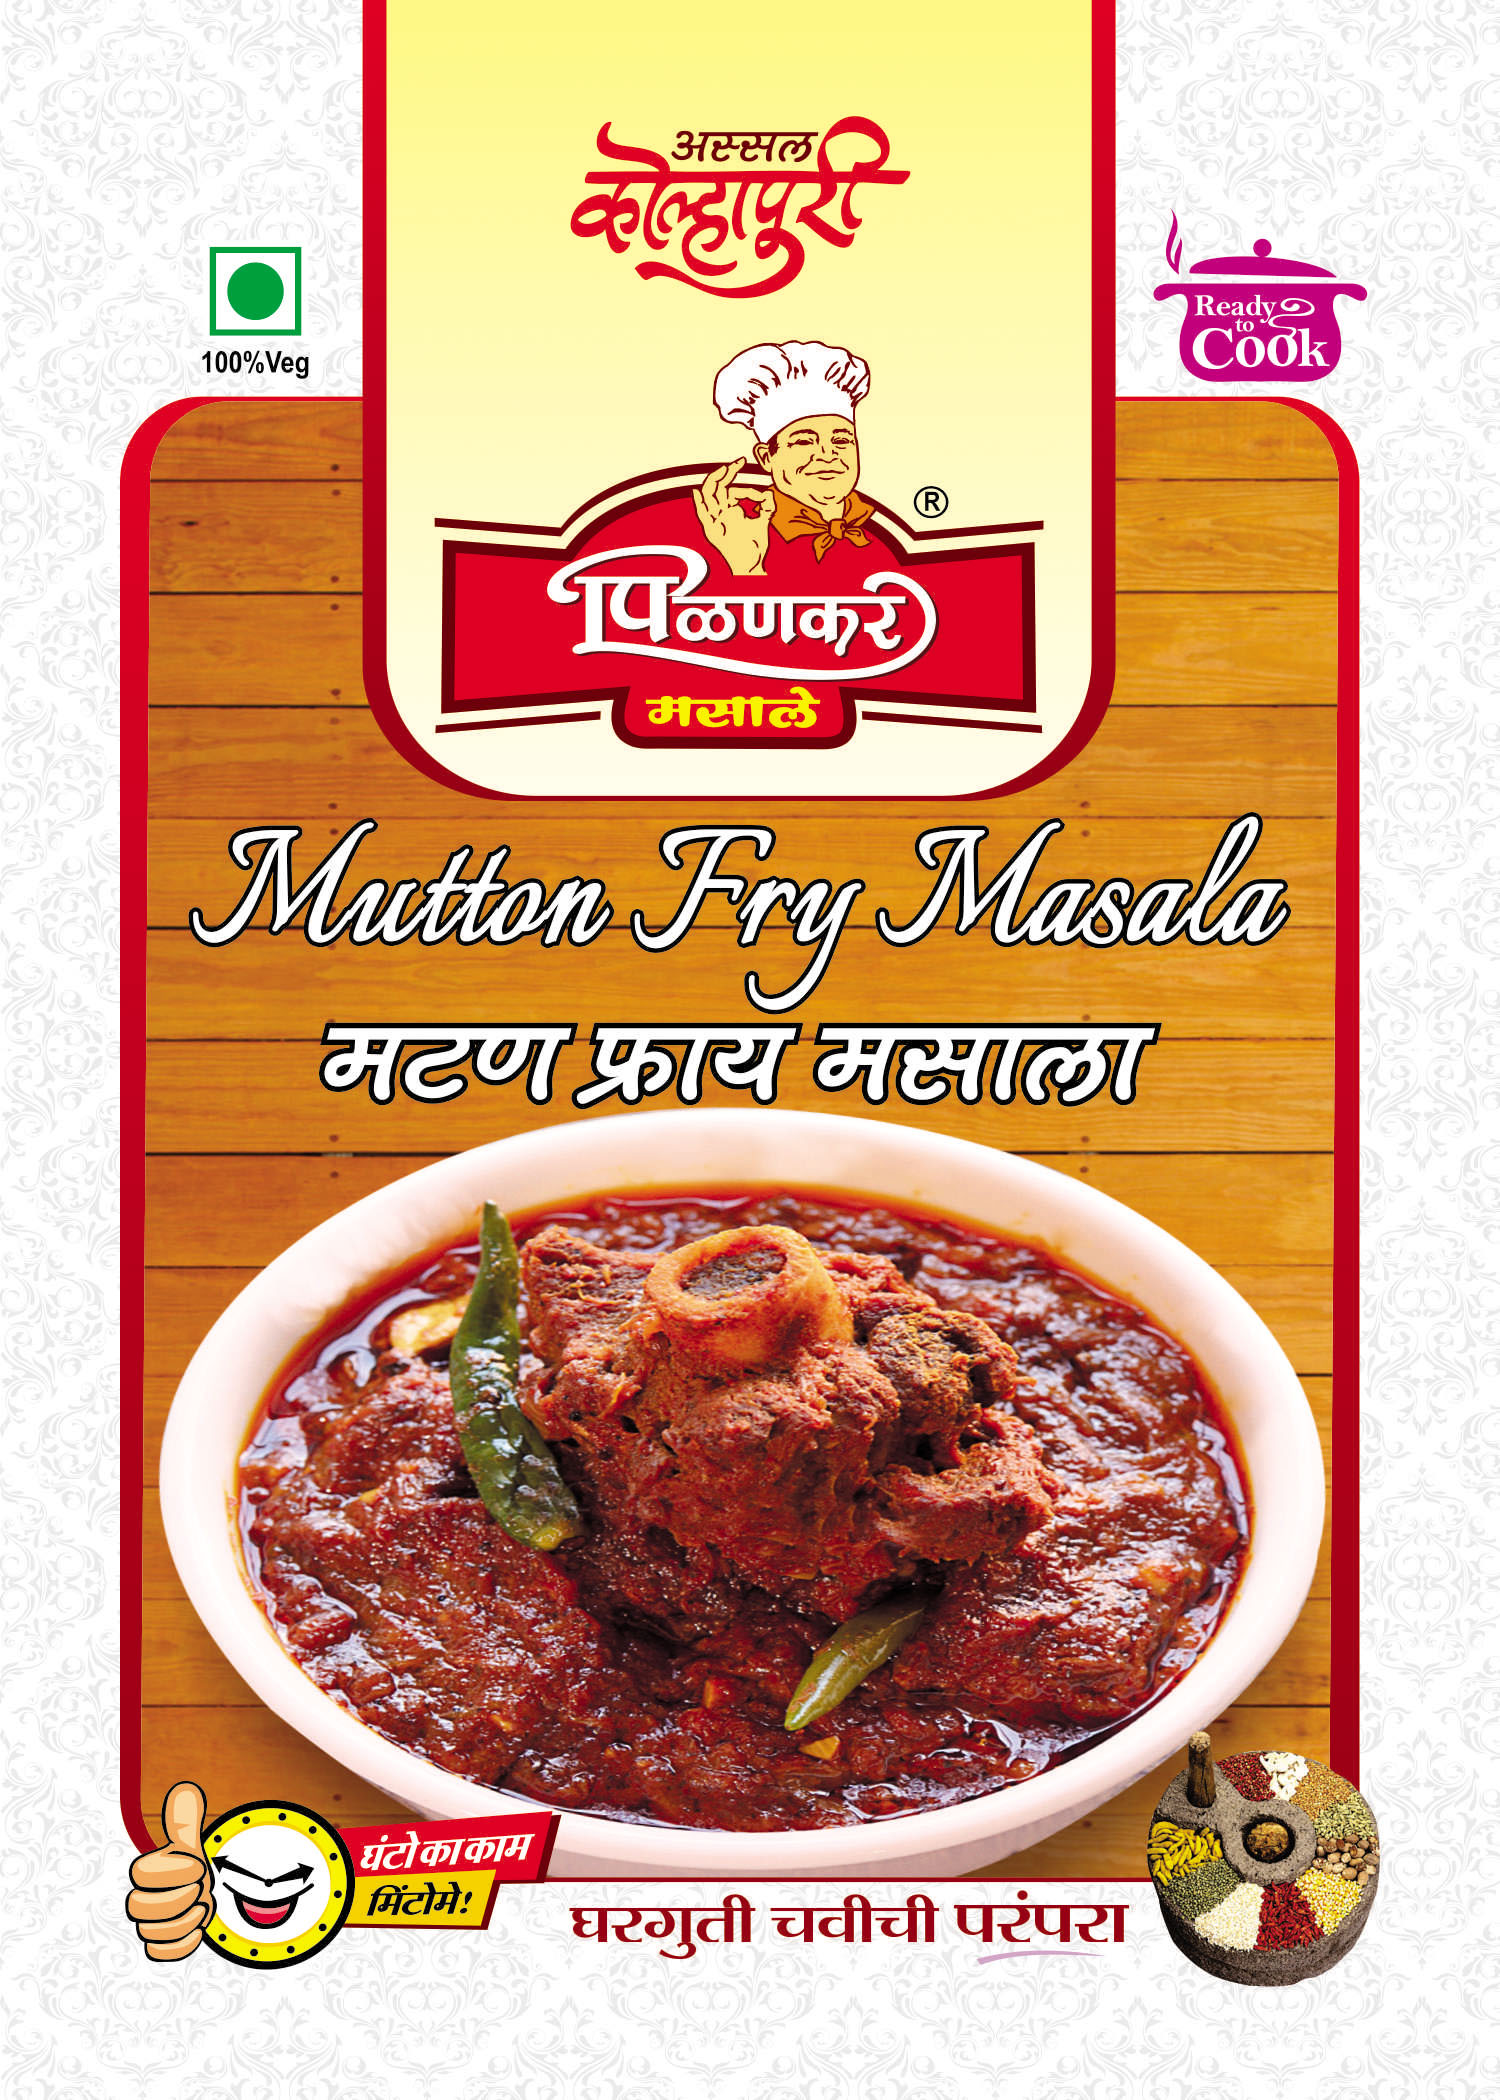 अस्सल
कोल्हापुरी
100%Veg
Ready
to
Cook
®
पिळणकर
मसाले
Mutton Fry Masala
मटण फ्राय मसाला
घंटो का काम
मिंटोमे!
घरगुती चवीची परंपरा